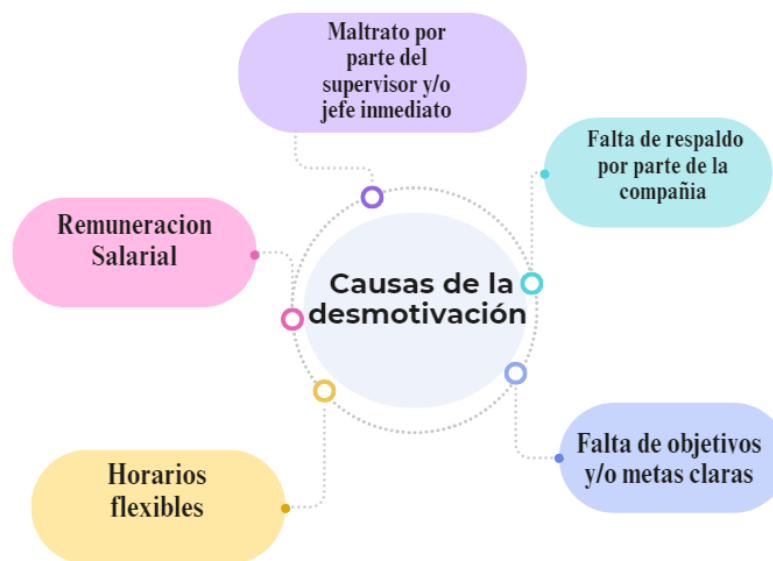 Maltrato por
parte del
supervisor y/o
jefe inmediato
Falta de respaldo
por parte de la
compañia
Remuneracion
Salarial
Causas de la
desmotivación
Falta de objetivos
y/o metas claras
Horarios
flexibles